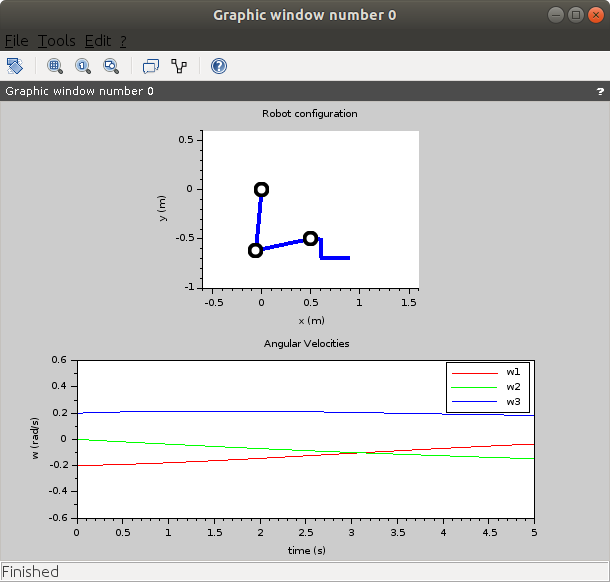 Graphic window number 0
File Tools Edit ?
Graphic window number 0 ?
Robot configuration
0.5
0
-0.5
-1
y (m)
-0.5 0 0.5 1 1.5
x (m)
Angular Velocities
0.6
0.4
0.2
0
-0.2
-0.4
-0.6
w (rad/s)
w1
w2
w3
0 0.5 1 1.5 2 2.5 3 3.5 4 4.5 5
time (s)
Finished